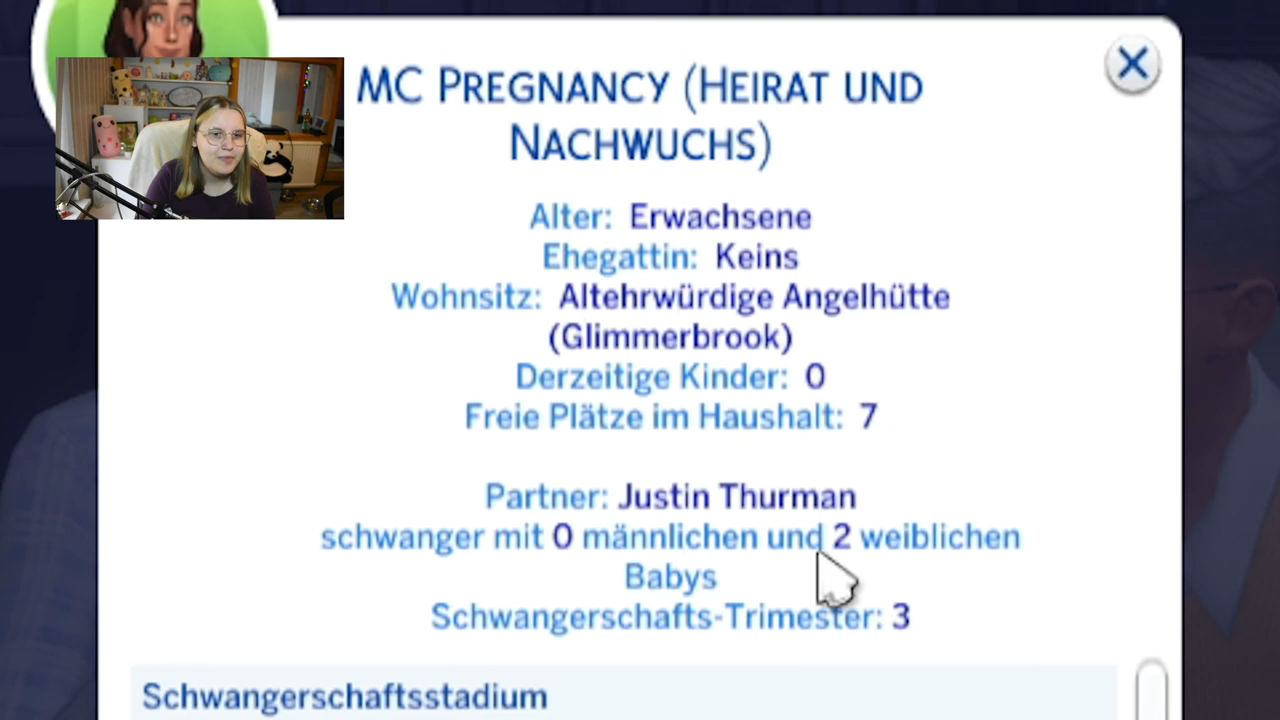 MC Pregnancy (Heirat und
Nachwuchs)
Alter: Erwachsene
Ehegattin: Keins
Wohnsitz: Altehrwürdige Angelhütte
(Glimmerbrook)
Derzeitige Kinder: 0
Freie Plätze im Haushalt: 7
Partner: Justin Thurman
schwanger mit 0 männlichen und 2 weiblichen
Babys
Schwangerschafts-Trimester: 3
Schwangerschaftsstadium